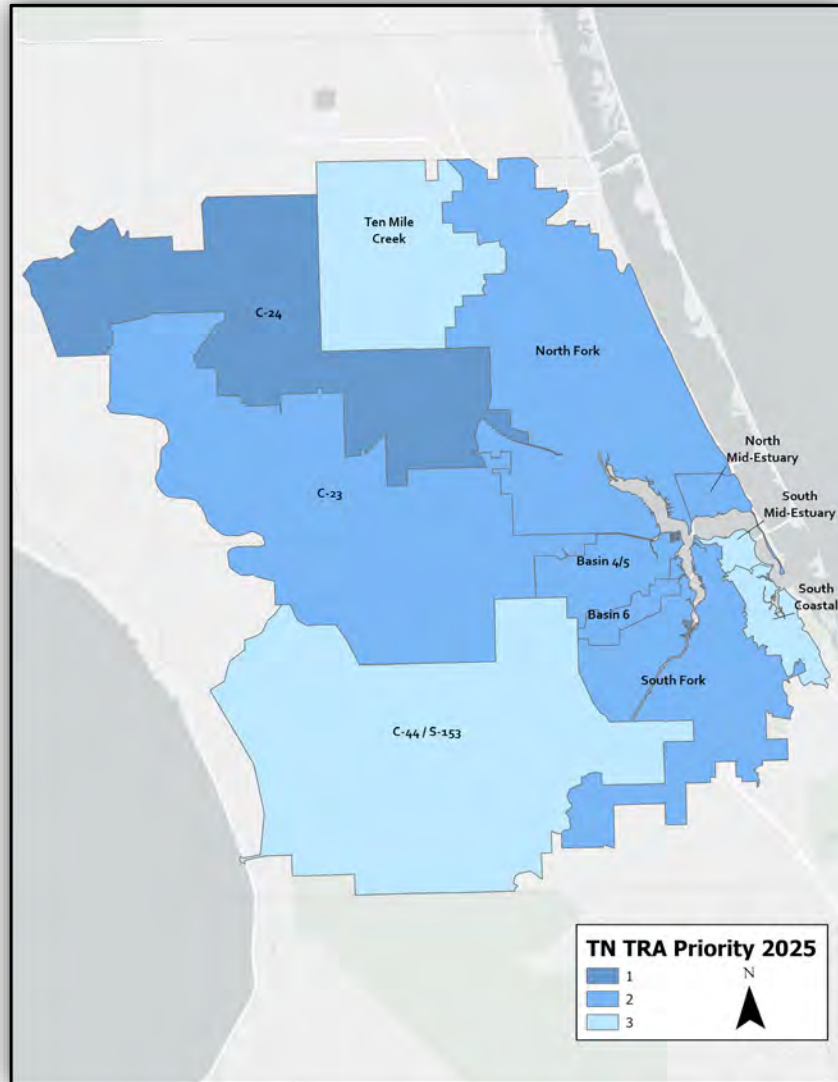 Ten Mile
Creek
C-24
North Fork
North
Mid-Estuary
South
Mid-Estuary
C-23
Basin 4/5
South
Coastal
Basin 6
South Fork
C-44 / S-153
TN TRA Priority 2025
1
2
3
N